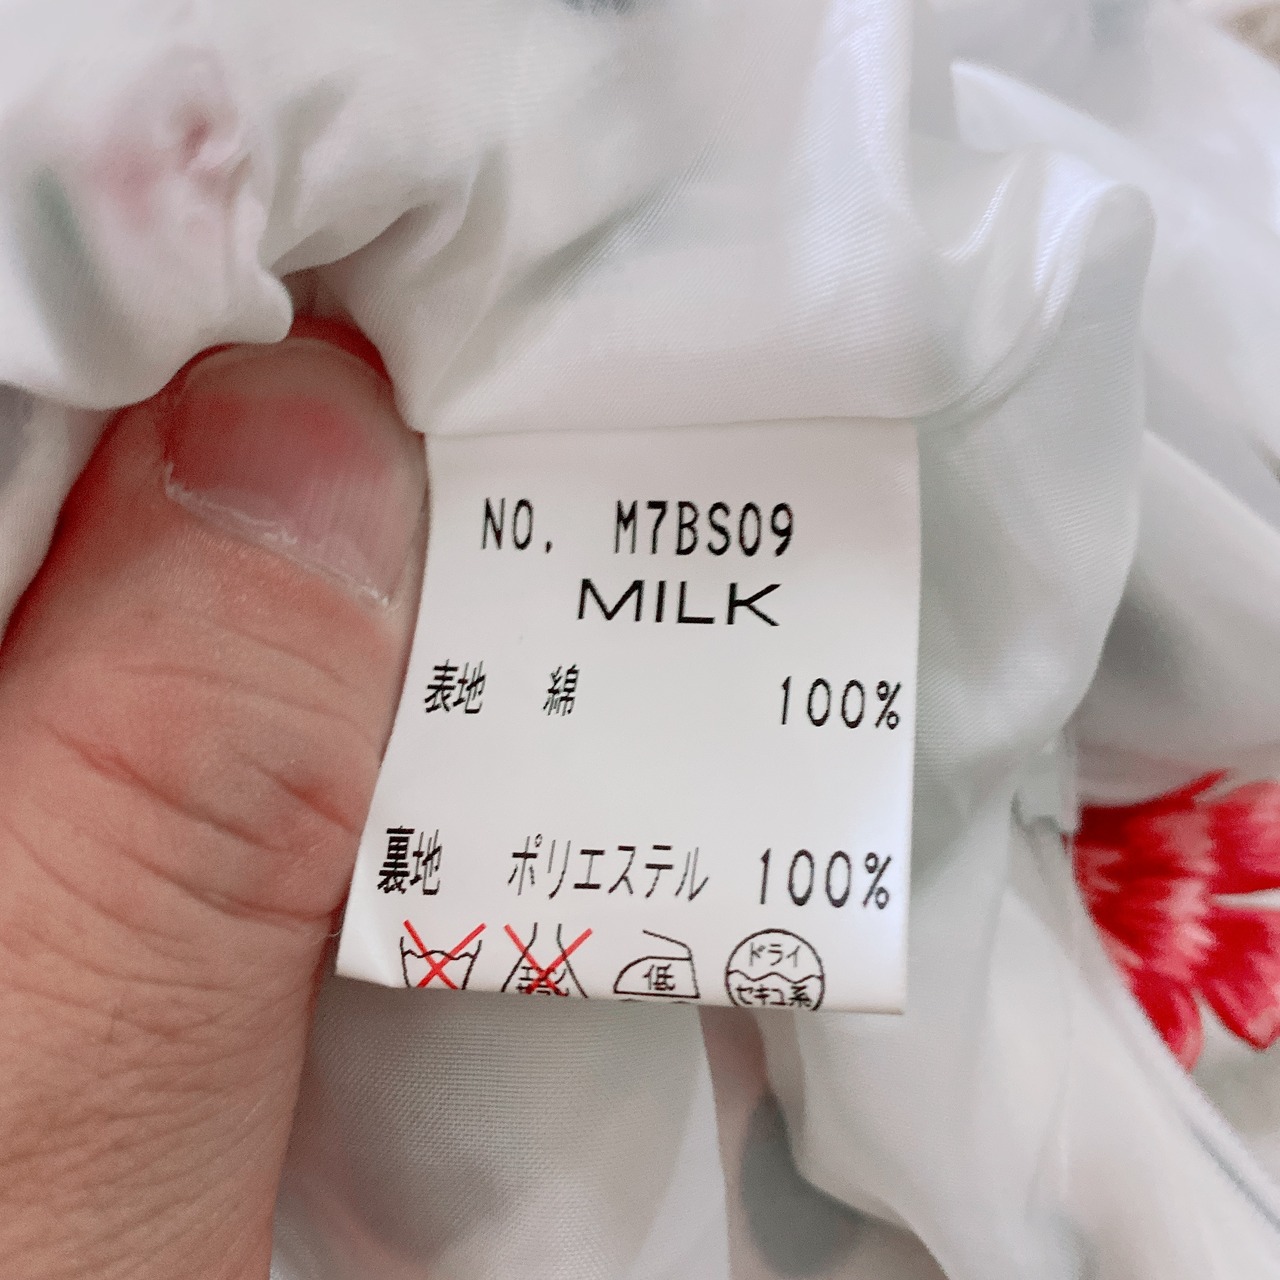 NO. M7BS09
MILK
表地 綿 100%
裏地 ポリエステル 100%
低 ドライ
セキユ系